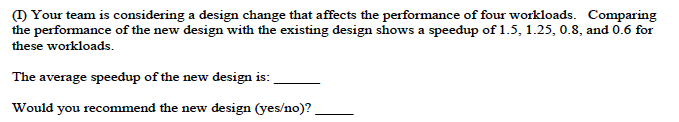 (I) Your team is considering a design change that affects the performance of four workloads. Comparing
the performance of the new design with the existing design shows a speedup of 1.5, 1.25, 0.8, and 0.6 for
these workloads.
The average speedup of the new design is: _______
Would you recommend the new design (yes/no)? ______